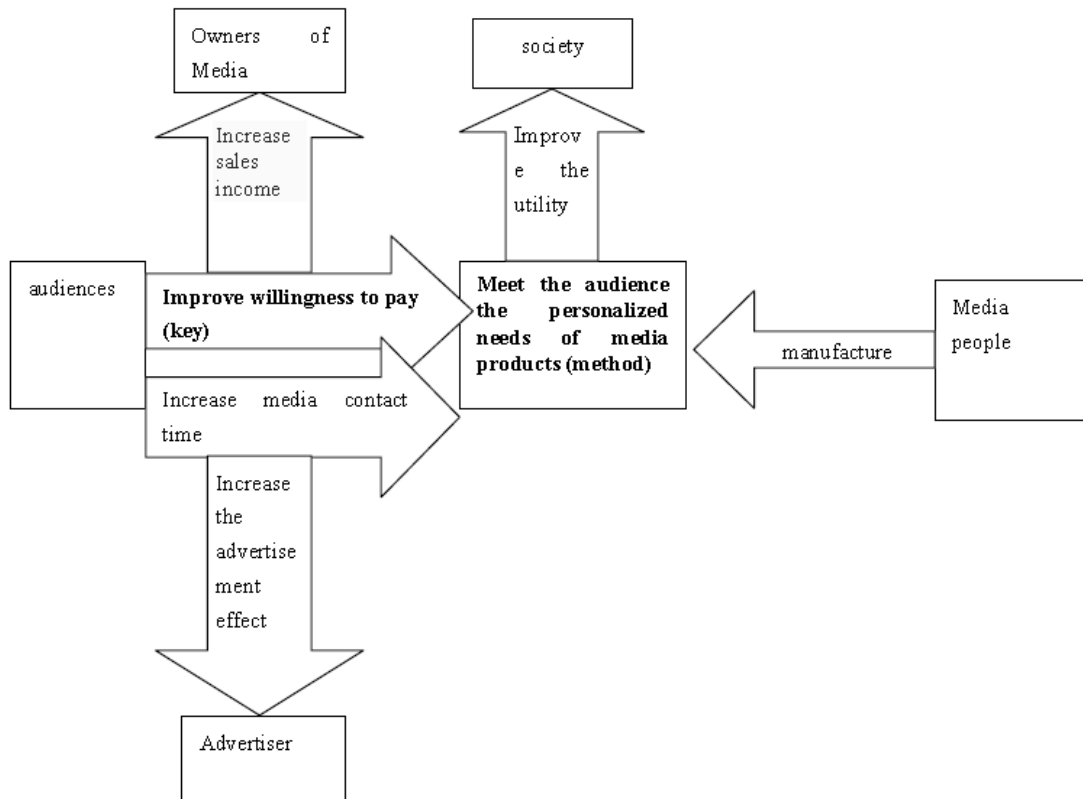 Owners of
Media
society
Increase
sales
income
Improv
e the
utility
audiences
Improve willingness to pay
(key)
Meet the audience
the personalized
needs of media
products (method)
Media
people
manufacture
Increase media contact
time
Increase
the
advertise
ment
effect
Advertiser